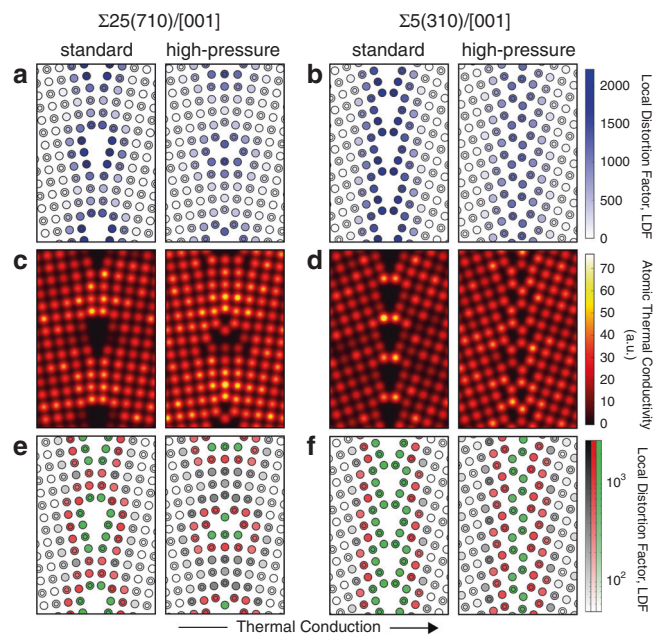 Σ25(710)/[001]
Σ5(310)/[001]
standard
high-pressure
standard
high-pressure
a
b
2000
1500
1000
500
0
Local Distortion Factor, LDF
c
d
70
60
50
40
30
20
10
0
Atomic Thermal Conductivity
(a.u.)
e
f
10³
10²
Local Distortion Factor, LDF
Thermal Conduction